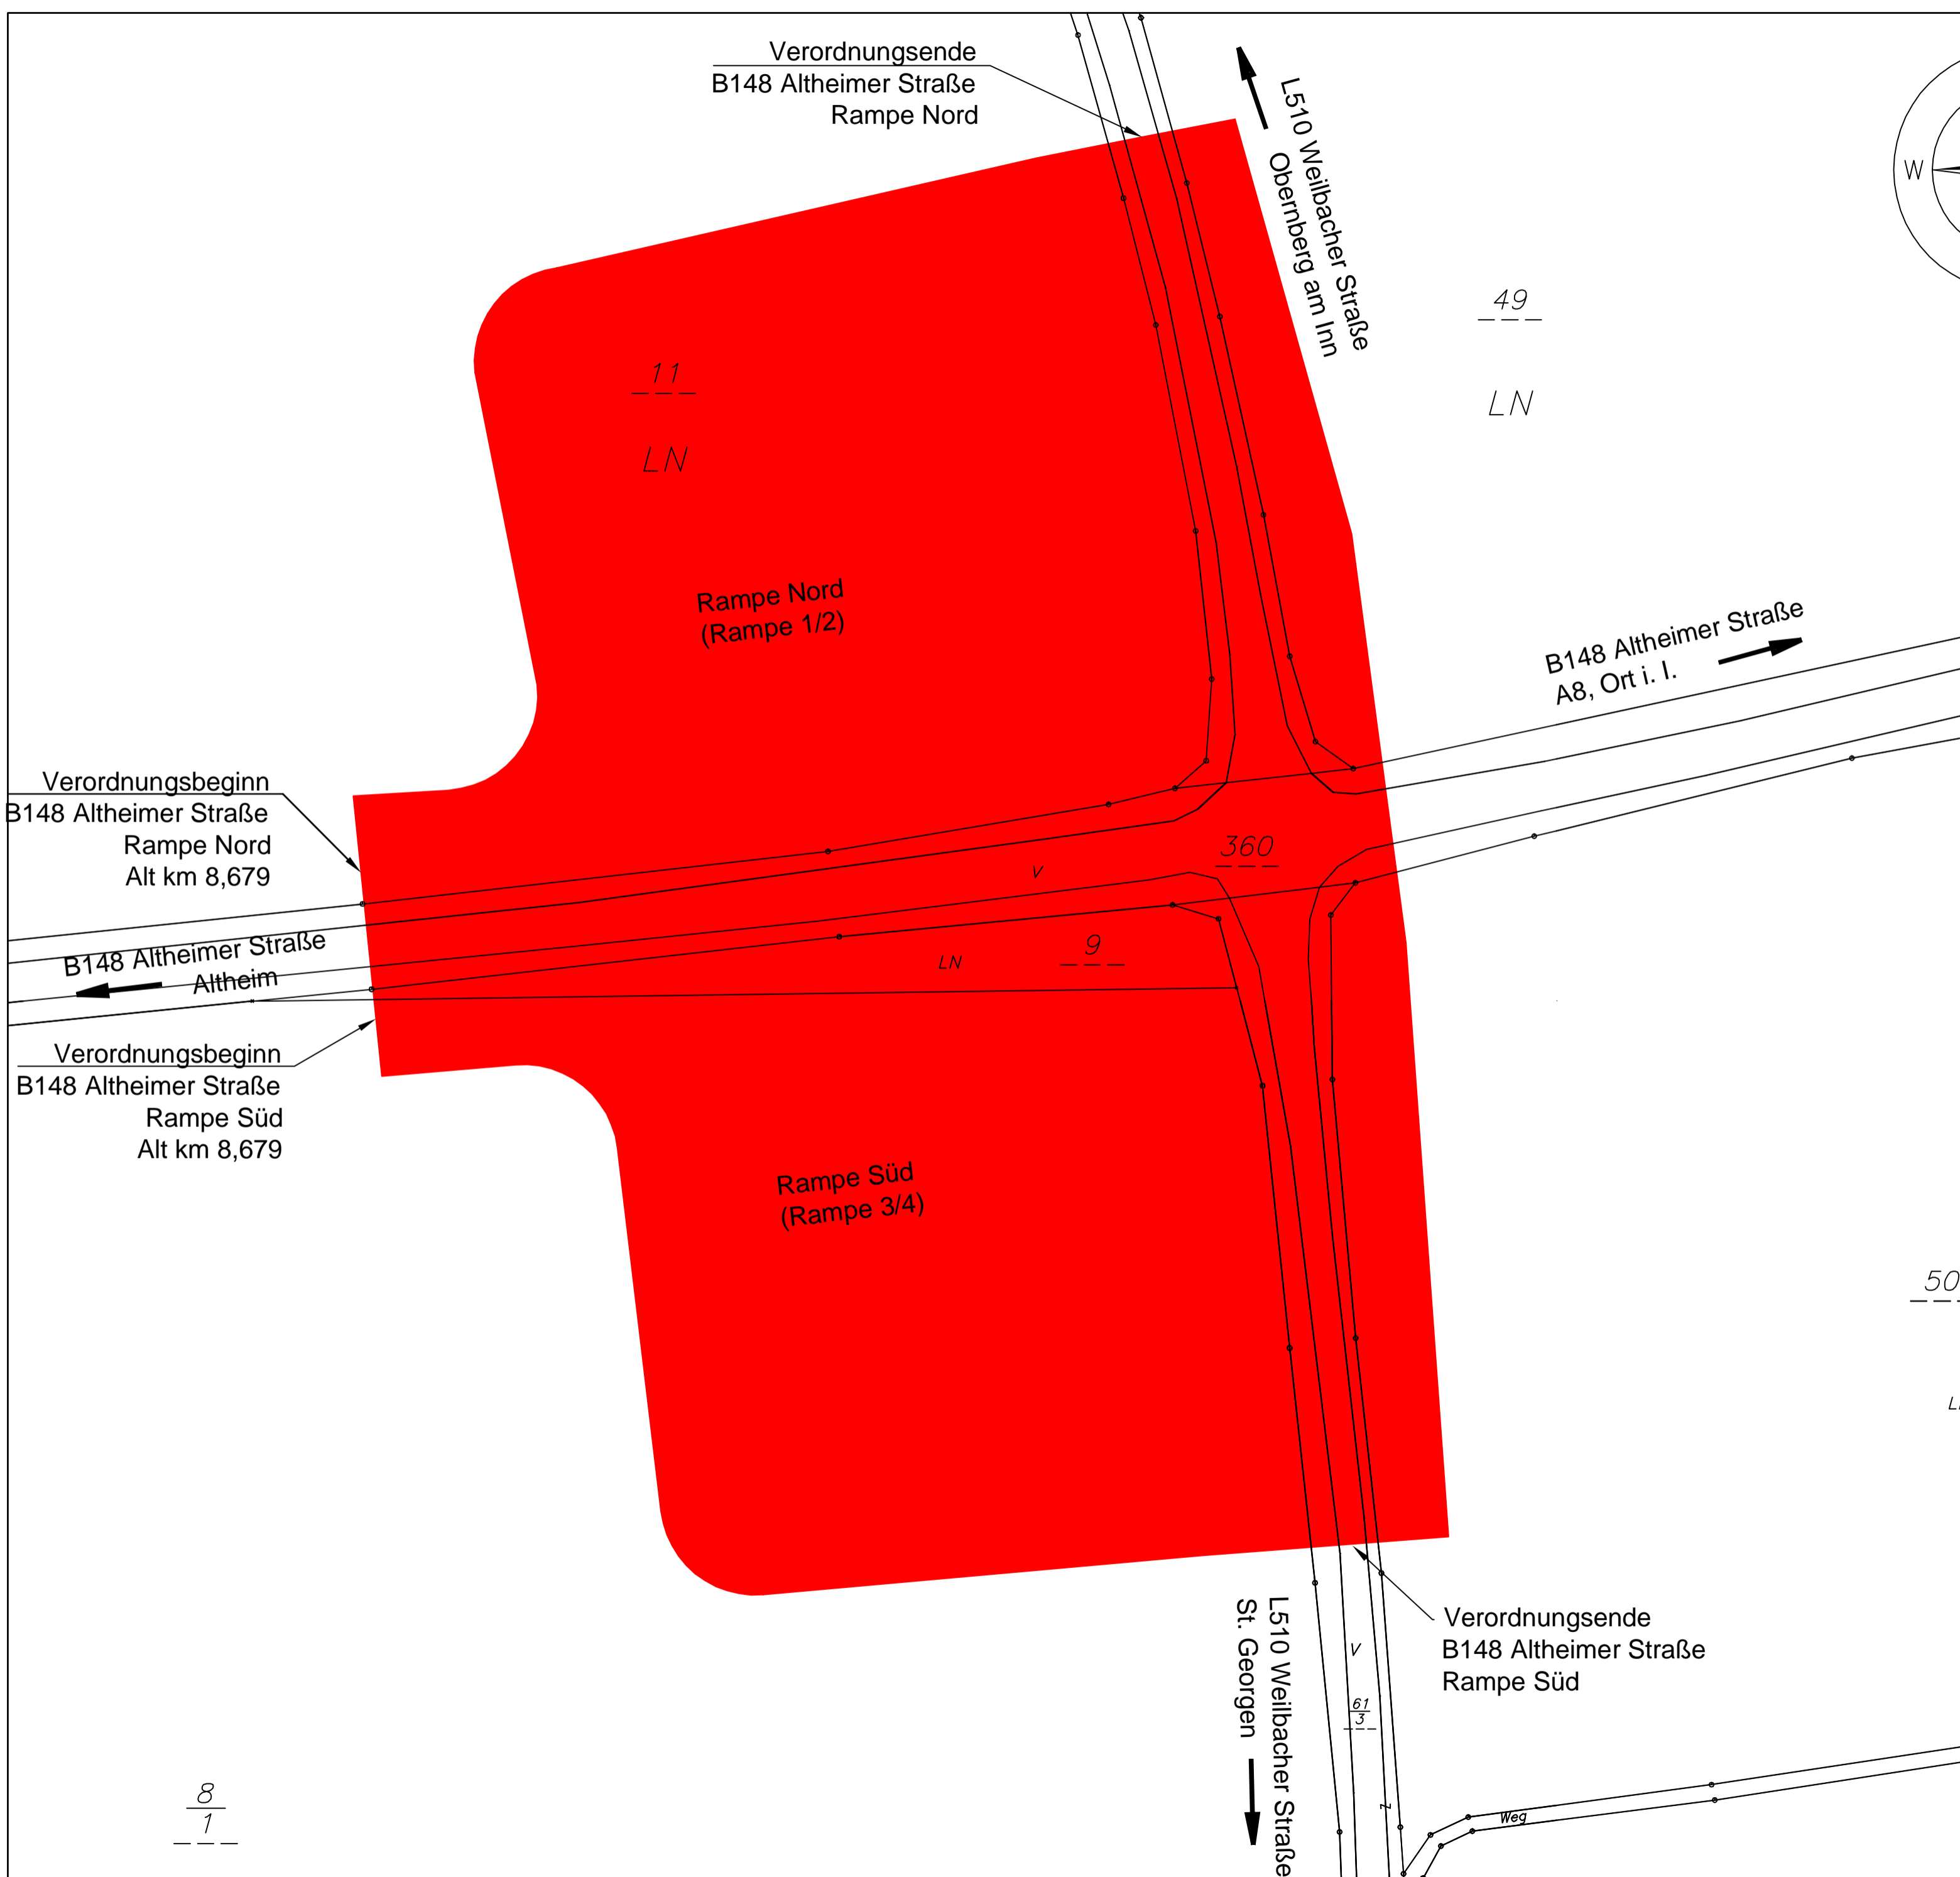 Verordnungsende
B148 Altheimer Straße
Rampe Nord
L510 Weilbacher Straße
Obernberg am Inn
W
49
LN
11
LN
Rampe Nord
(Rampe 1/2)
B148 Altheimer Straße
A8, Ort i. I.
Verordnungsbeginn
B148 Altheimer Straße
Rampe Nord
Alt km 8,679
360
V
9
LN
B148 Altheimer Straße
Altheim
Verordnungsbeginn
B148 Altheimer Straße
Rampe Süd
Alt km 8,679
Rampe Süd
(Rampe 3/4)
50
L510 Weilbacher Straße
St. Georgen
Verordnungsende
B148 Altheimer Straße
Rampe Süd
V
61
3
8
1
Weg